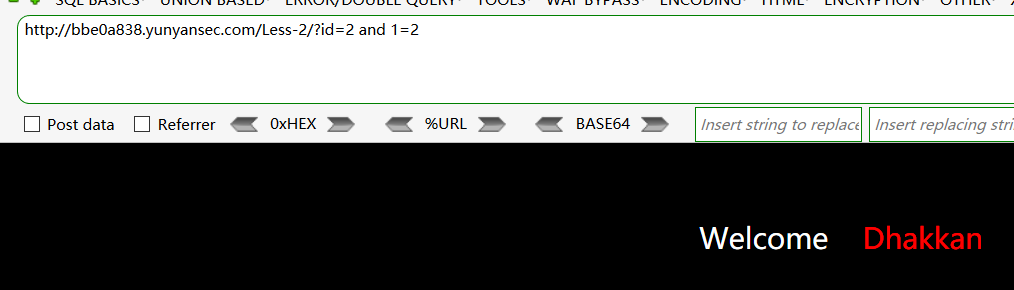 SQL BASICS UNION BASED ERROR/DOUBLE QUERY TOOLS WAF BYPASS ENCODING HTML ENCRYPTION OTHER
http://bbe0a838.yunyansec.com/Less-2/?id=2 and 1=2
Post data Referrer 0xHEX %URL BASE64 Insert string to replace Insert replacing stri
Welcome Dhakkan